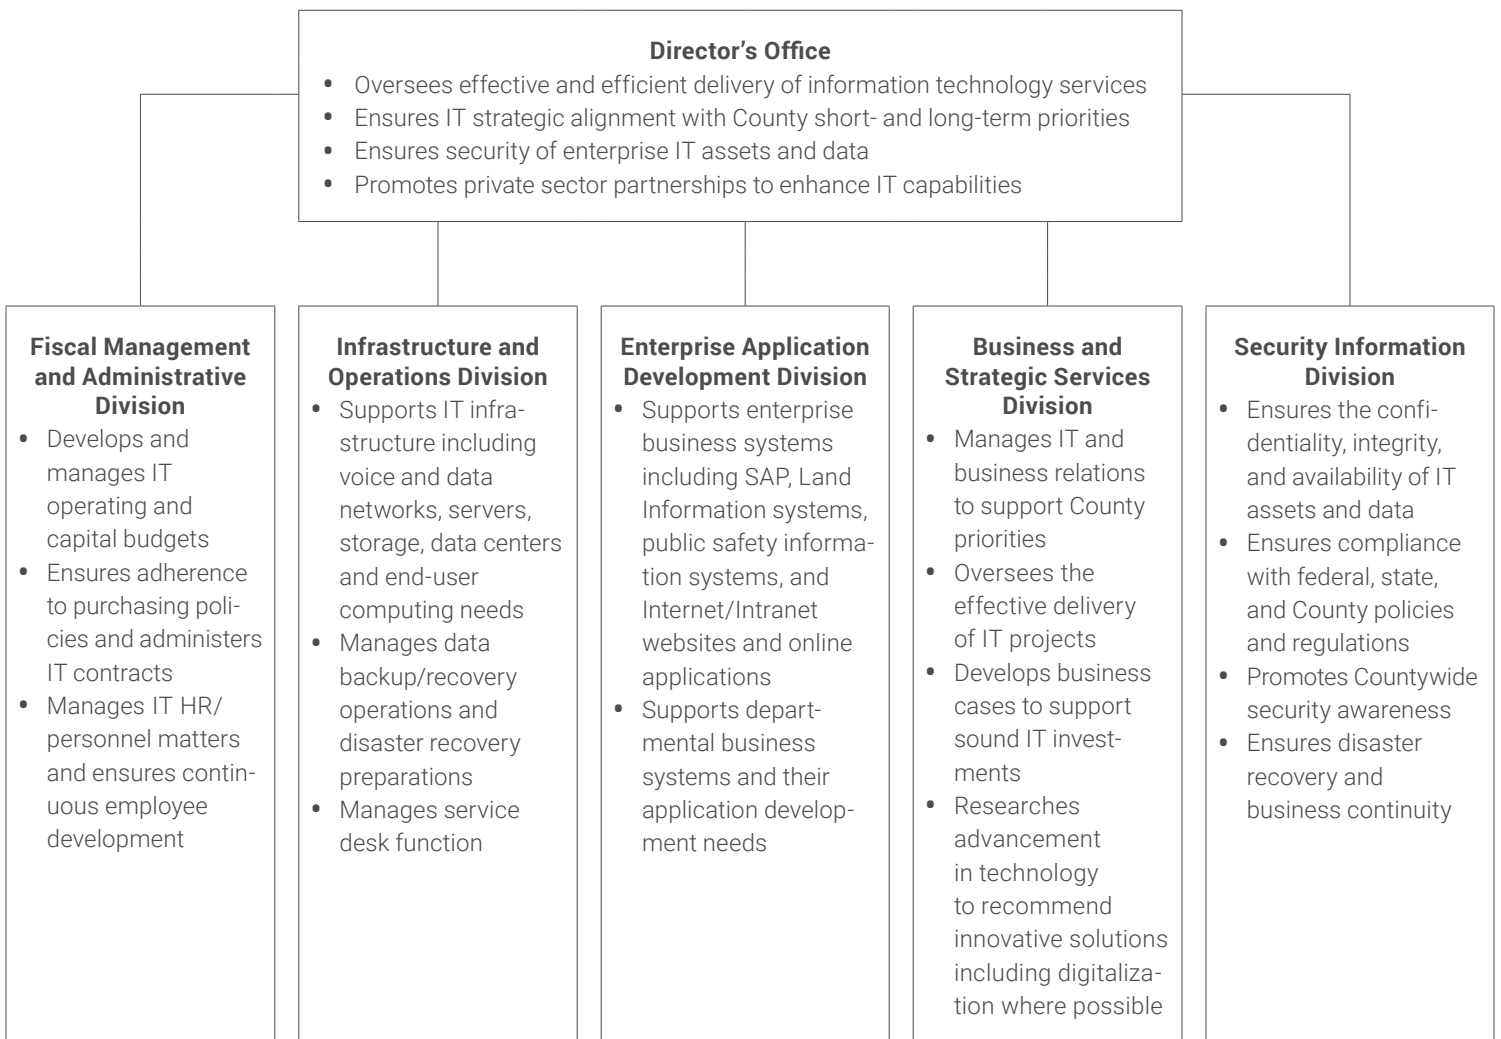 Director’s Office
• Oversees effective and efficient delivery of information technology services
• Ensures IT strategic alignment with County short- and long-term priorities
• Ensures security of enterprise IT assets and data
• Promotes private sector partnerships to enhance IT capabilities
Fiscal Management
and Administrative
Division
• Develops and
manages IT
operating and
capital budgets
• Ensures adherence
to purchasing poli-
cies and administers
IT contracts
• Manages IT HR/
personnel matters
and ensures contin-
uous employee
development
Infrastructure and
Operations Division
• Supports IT infra-
structure including
voice and data
networks, servers,
storage, data centers
and end-user
computing needs
• Manages data
backup/recovery
operations and
disaster recovery
preparations
• Manages service
desk function
Enterprise Application
Development Division
• Supports enterprise
business systems
including SAP, Land
Information systems,
public safety informa-
tion systems, and
Internet/Intranet
websites and online
applications
• Supports depart-
mental business
systems and their
application develop-
ment needs
Business and
Strategic Services
Division
• Manages IT and
business relations
to support County
priorities
• Oversees the
effective delivery
of IT projects
• Develops business
cases to support
sound IT invest-
ments
• Researches
advancement
in technology
to recommend
innovative solutions
including digitaliza-
tion where possible
Security Information
Division
• Ensures the confi-
dentiality, integrity,
and availability of IT
assets and data
• Ensures compliance
with federal, state,
and County policies
and regulations
• Promotes Countywide
security awareness
• Ensures disaster
recovery and
business continuity